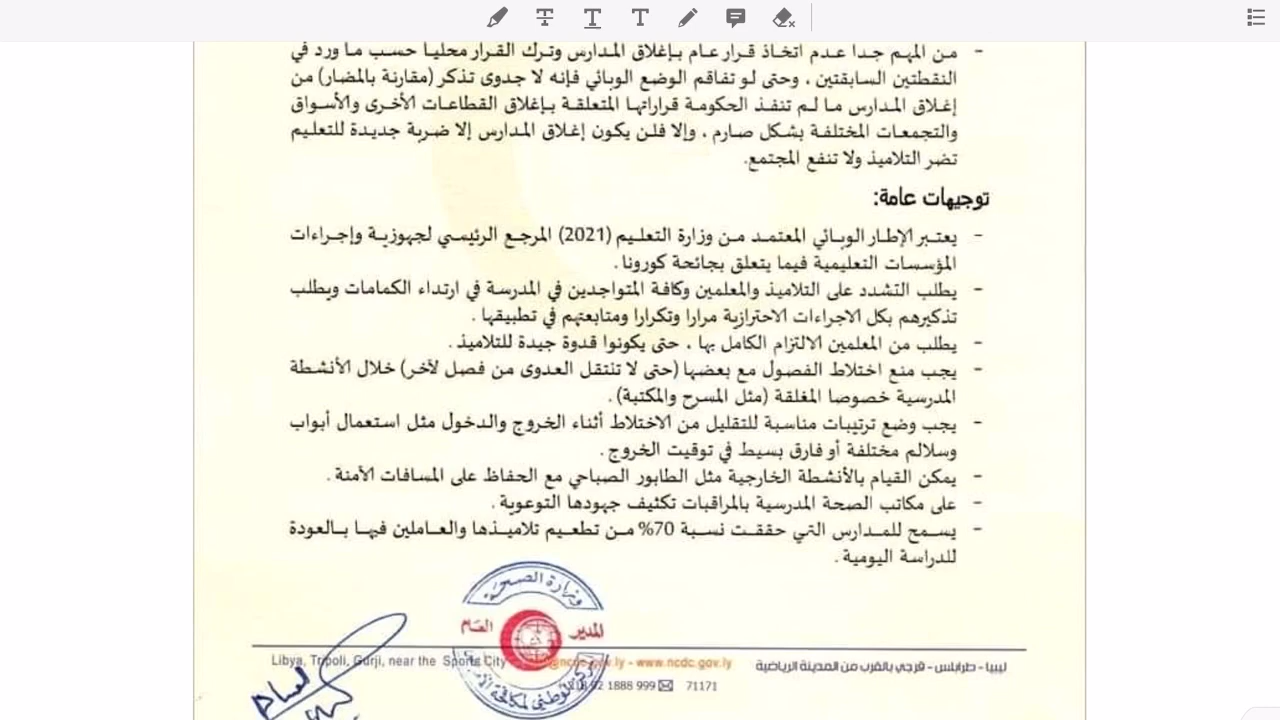 - من المهم جدا عدم اتخاذ قرار عام بإغلاق المدارس وترك القرار محليا حسب ما ورد في
النقطتين السابقتين ، وحتى لو تفاقم الوضع الوبائي فإنه لا جدوى تذكر (مقارنة بالمضار) من
إغلاق المدارس ما لم تنفذ الحكومة قراراتها المتعلقة بإغلاق القطاعات الأخرى والأسواق
والتجمعات المختلفة بشكل صارم ، وإلا فلن يكون إغلاق المدارس إلا ضربة جديدة للتعليم
تضر التلاميذ ولا تنفع المجتمع.
توجيهات عامة:
- يعتبر الإطار الوبائي المعتمد من وزارة التعليم (2021) المرجع الرئيسي لجهوزية وإجراءات
المؤسسات التعليمية فيما يتعلق بجائحة كورونا .
- يطلب التشدد على التلاميذ والمعلمين وكافة المتواجدين في المدرسة في ارتداء الكمامات ويطلب
تذكيرهم بكل الاجراءات الاحترازية مرارا وتكرارا ومتابعتهم في تطبيقها .
- يطلب من المعلمين الالتزام الكامل بها ، حتى يكونوا قدوة جيدة للتلاميذ .
- يجب منع اختلاط الفصول مع بعضها (حتى لا تنتقل العدوى من فصل لآخر) خلال الأنشطة
المدرسية خصوصا المغلقة (مثل المسرح والمكتبة) .
- يجب وضع ترتيبات مناسبة للتقليل من الاختلاط أثناء الخروج والدخول مثل استعمال أبواب
وسلالم مختلفة أو فارق بسيط في توقيت الخروج .
- يمكن القيام بالأنشطة الخارجية مثل الطابور الصباحي مع الحفاظ على المسافات الآمنة .
- على مكاتب الصحة المدرسية بالمراقبات تكثيف جهودها التوعوية .
- يسمح للمدارس التي حققت نسبة 70% من تطعيم تلاميذها والعاملين فيها بالعودة
للدراسة اليومية .
وزارة الصحة
المدير العام
ليبيا - طرابلس - قرجي بالقرب من المدينة الرياضية
www.ncdc.gov.ly -
Libya, Tripoli, Gurji, near the Sports City
71171
92 1888 999
الوطني لمكافحة